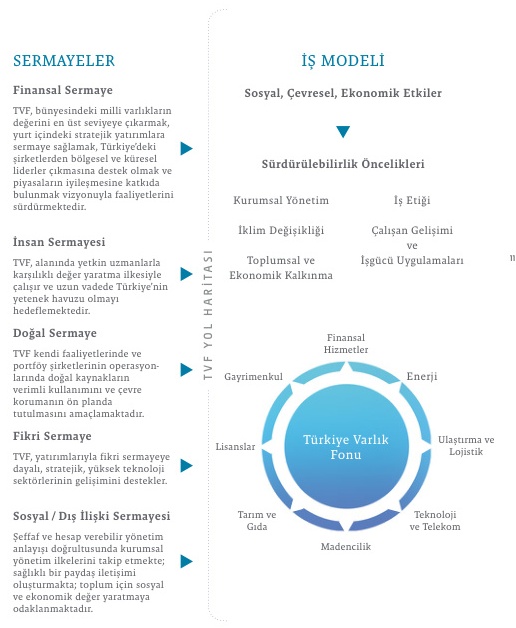 SERMAYELER
Finansal Sermaye
TVF, bünyesindeki milli varlıkların
değerini en üst seviyeye çıkarmak,
yurt içindeki stratejik yatırımlara
sermaye sağlamak, Türkiye'deki
şirketlerden bölgesel ve küresel
liderler çıkmasına destek olmak ve
piyasaların iyileşmesine katkıda
bulunmak vizyonuyla faaliyetlerini
sürdürmektedir.
İnsan Sermayesi
TVF, alanında yetkin uzmanlarla
karşılıklı değer yaratma ilkesiyle
çalışır ve uzun vadede Türkiye'nin
yetenek havuzu olmayı
hedeflemektedir.
Doğal Sermaye
TVF kendi faaliyetlerinde ve
portföy şirketlerinin operasyon-
larında doğal kaynakların
verimli kullanımını ve çevre
korumanın ön planda
tutulmasını amaçlamaktadır.
Fikri Sermaye
TVF, yatırımlarıyla fikri sermayeye
dayalı, stratejik, yüksek teknoloji
sektörlerinin gelişimini destekler.
Sosyal / Dış İlişki Sermayesi
Şeffaf ve hesap verebilir yönetim
anlayışı doğrultusunda kurumsal
yönetim ilkelerini takip etmekte;
sağlıklı bir paydaş iletişimi
oluşturmakta; toplum için sosyal
ve ekonomik değer yaratmaya
odaklanmaktadır.
TVF YOL HARİTASI
İŞ MODELİ
Sosyal, Çevresel, Ekonomik Etkiler
Sürdürülebilirlik Öncelikleri
Kurumsal Yönetim
İş Etiği
İklim Değişikliği
Çalışan Gelişimi
ve
İşgücü Uygulamaları
Toplumsal ve
Ekonomik Kalkınma
Finansal
Hizmetler
Gayrimenkul
Enerji
Türkiye Varlık
Fonu
Lisanslar
Ulaştırma ve
Lojistik
Tarım ve
Gıda
Teknoloji
ve Telekom
Madencilik